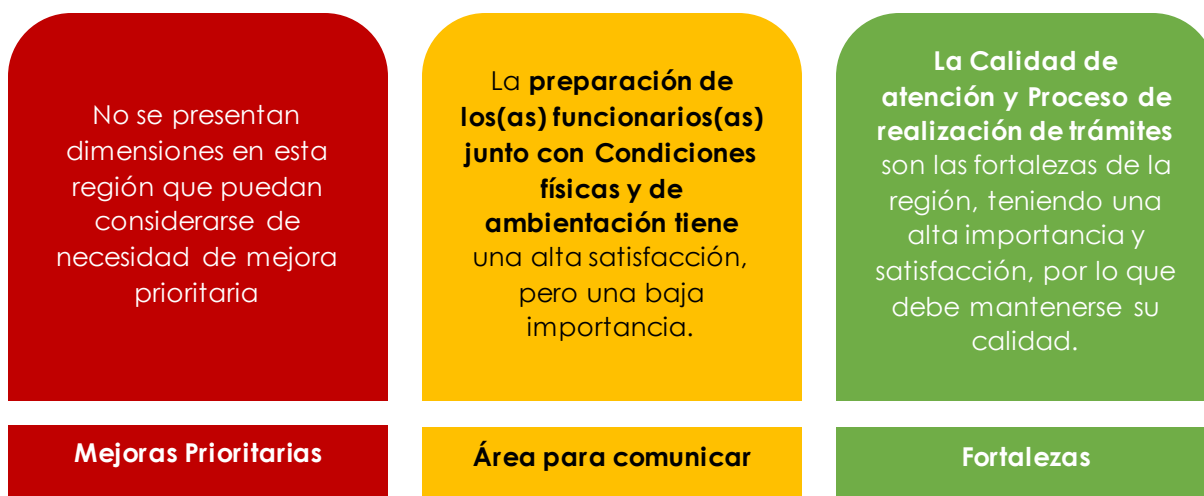 No se presentan
dimensiones en esta
región que puedan
considerarse de
necesidad de mejora
prioritaria
Mejoras Prioritarias
La preparación de
los(as) funcionarios(as)
junto con Condiciones
físicas y de
ambientación tiene
una alta satisfacción,
pero una baja
importancia.
Área para comunicar
La Calidad de
atención y Proceso de
realización de trámites
son las fortalezas de la
región, teniendo una
alta importancia y
satisfacción, por lo que
debe mantenerse su
calidad.
Fortalezas